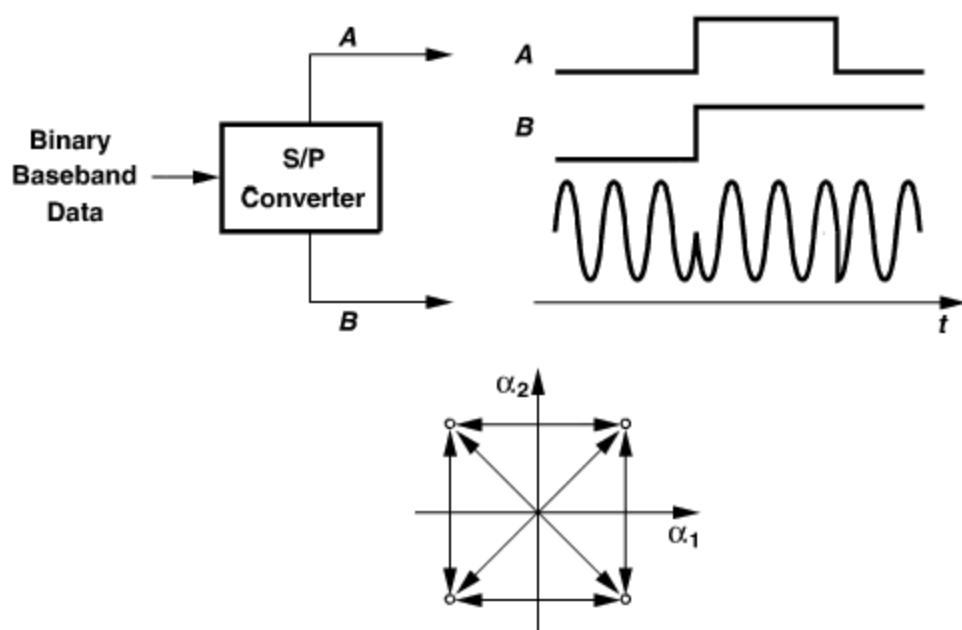 A
Binary
Baseband
Data
S/P
Converter
B
A
B
t
α2
α1